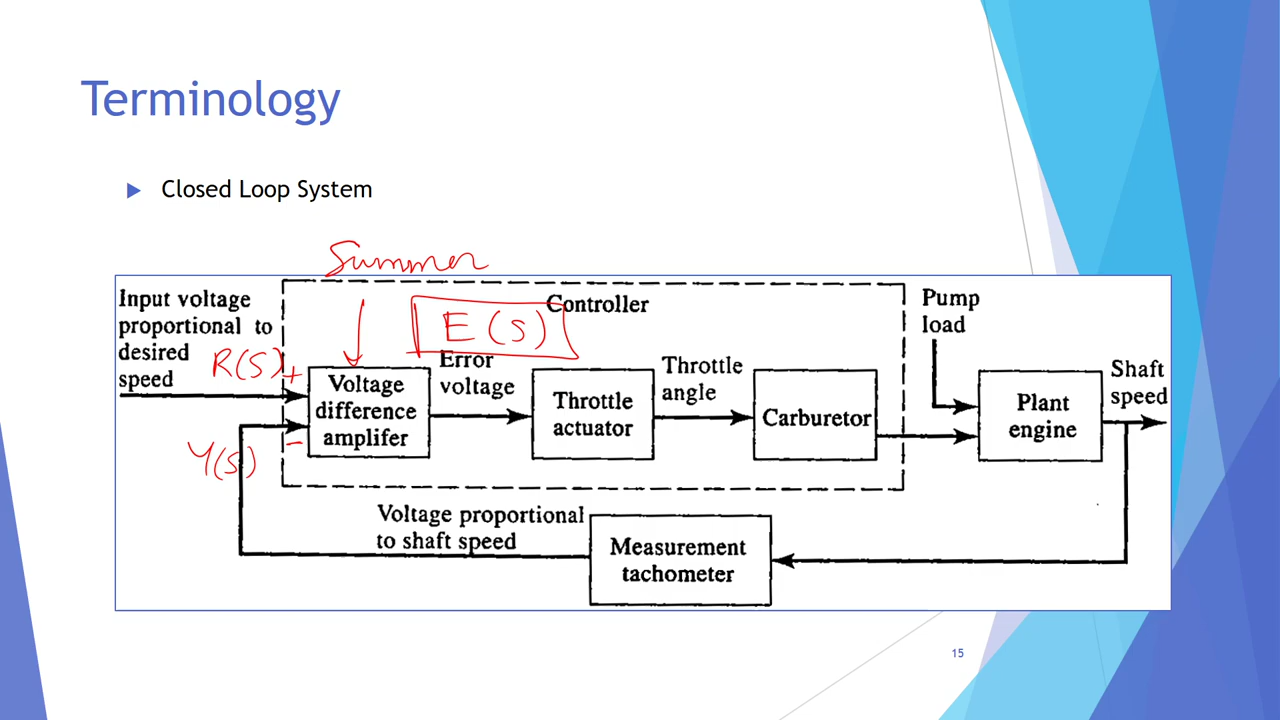 Terminology
Closed Loop System
Summer
Input voltage
proportional to
desired
speed
R(S) +
Y(S) -
Controller
E(S)
Voltage
difference
amplifer
Error
voltage
Throttle
actuator
Throttle
angle
Carburetor
Pump
load
Plant
engine
Shaft
speed
Voltage proportional
to shaft speed
Measurement
tachometer
15